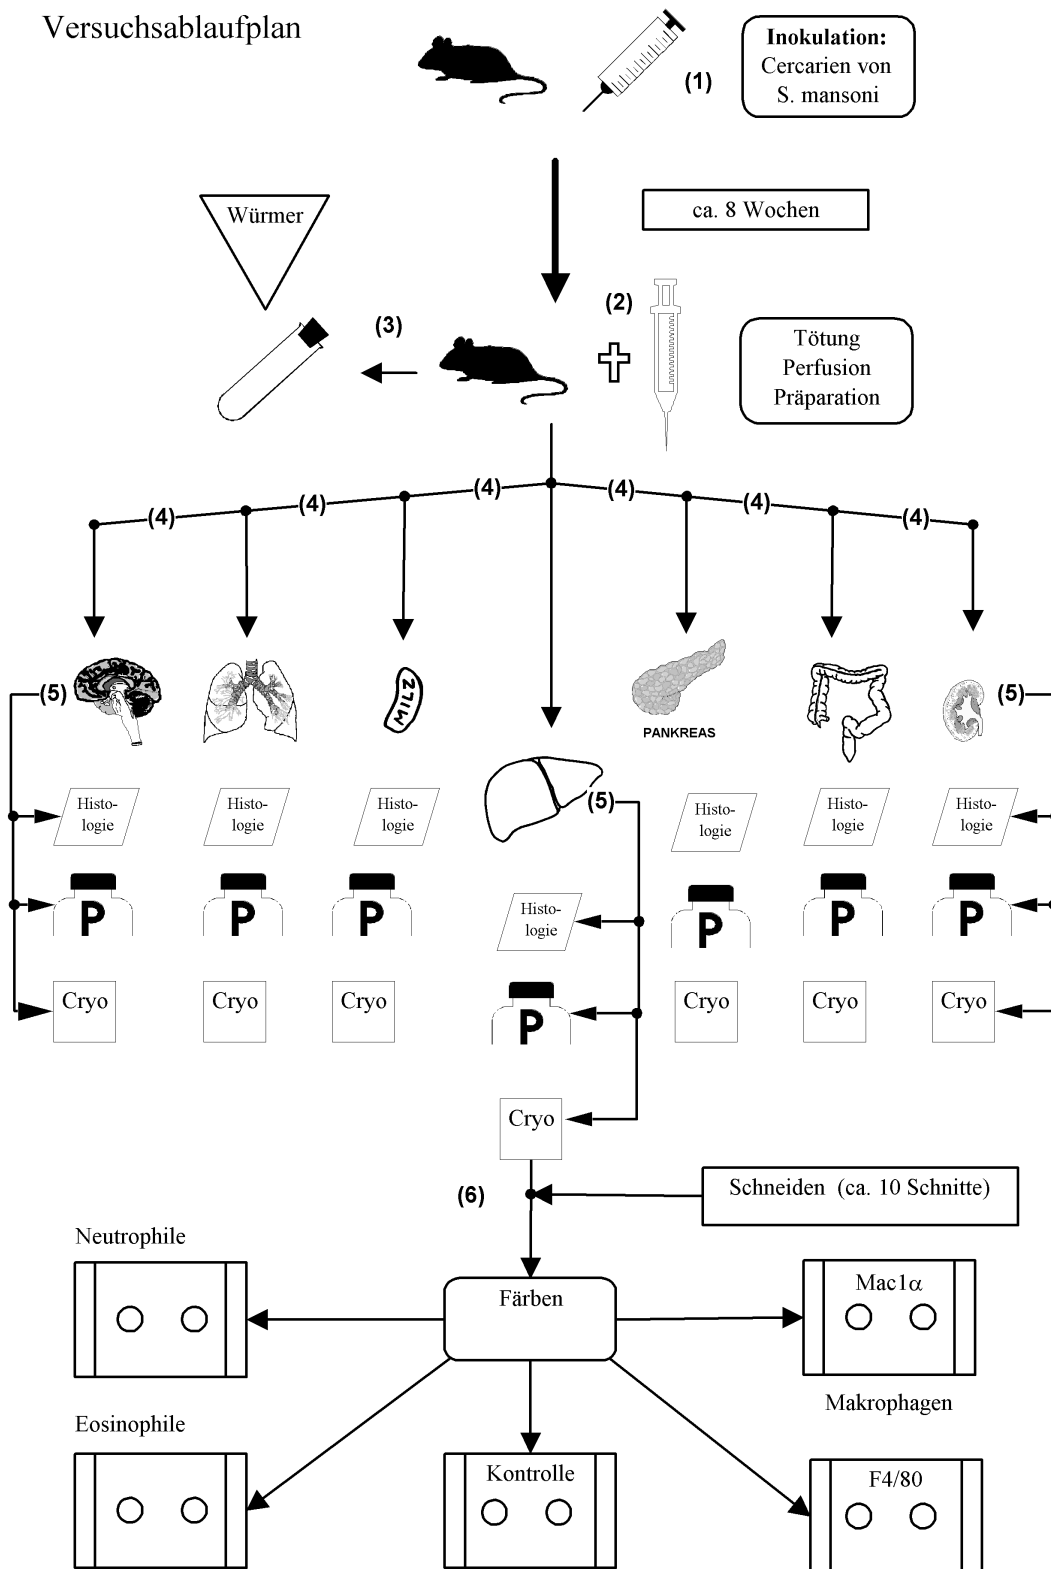 Versuchsablaufplan
Inokulation:
Cercarien von
S. mansoni
(1)
ca. 8 Wochen
Würmer
(2)
(3)
Tötung
Perfusion
Präparation
(4) (4) (4) (4) (4) (4)
(5)
MILZ
PANKREAS
(5)
(5)
Histo-
logie
Histo-
logie
Histo-
logie
Histo-
logie
Histo-
logie
Histo-
logie
Histo-
logie
P P P P P P P
Cryo Cryo Cryo Cryo Cryo Cryo
Cryo
(6)
Schneiden (ca. 10 Schnitte)
Neutrophile
Färben
Mac1α
Makrophagen
Eosinophile
Kontrolle
F4/80